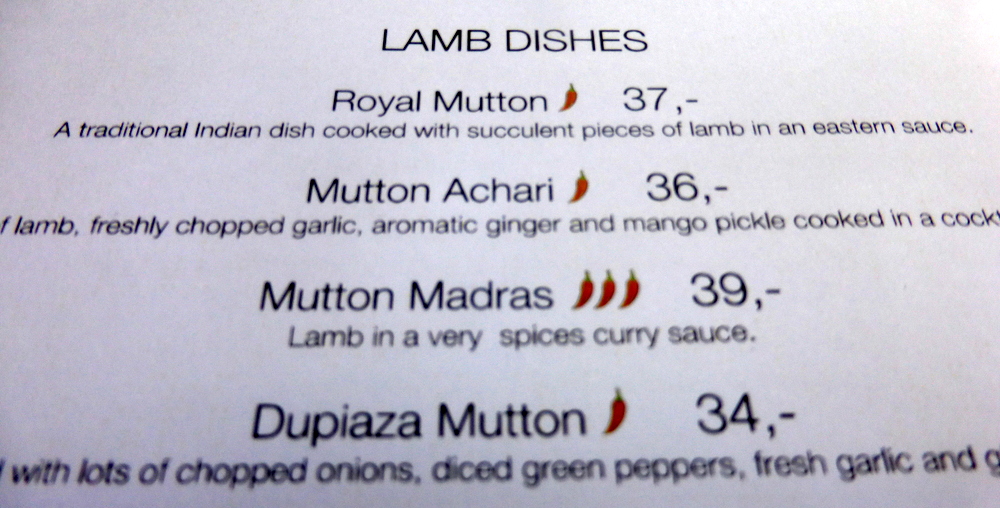 LAMB DISHES
Royal Mutton 37,-
A traditional Indian dish cooked with succulent pieces of lamb in an eastern sauce.
Mutton Achari 36,-
f lamb, freshly chopped garlic, aromatic ginger and mango pickle cooked in a
Mutton Madras 39,-
Lamb in a very spices curry sauce.
Dupiaza Mutton 34,-
with lots of chopped onions, diced green peppers, fresh garlic and